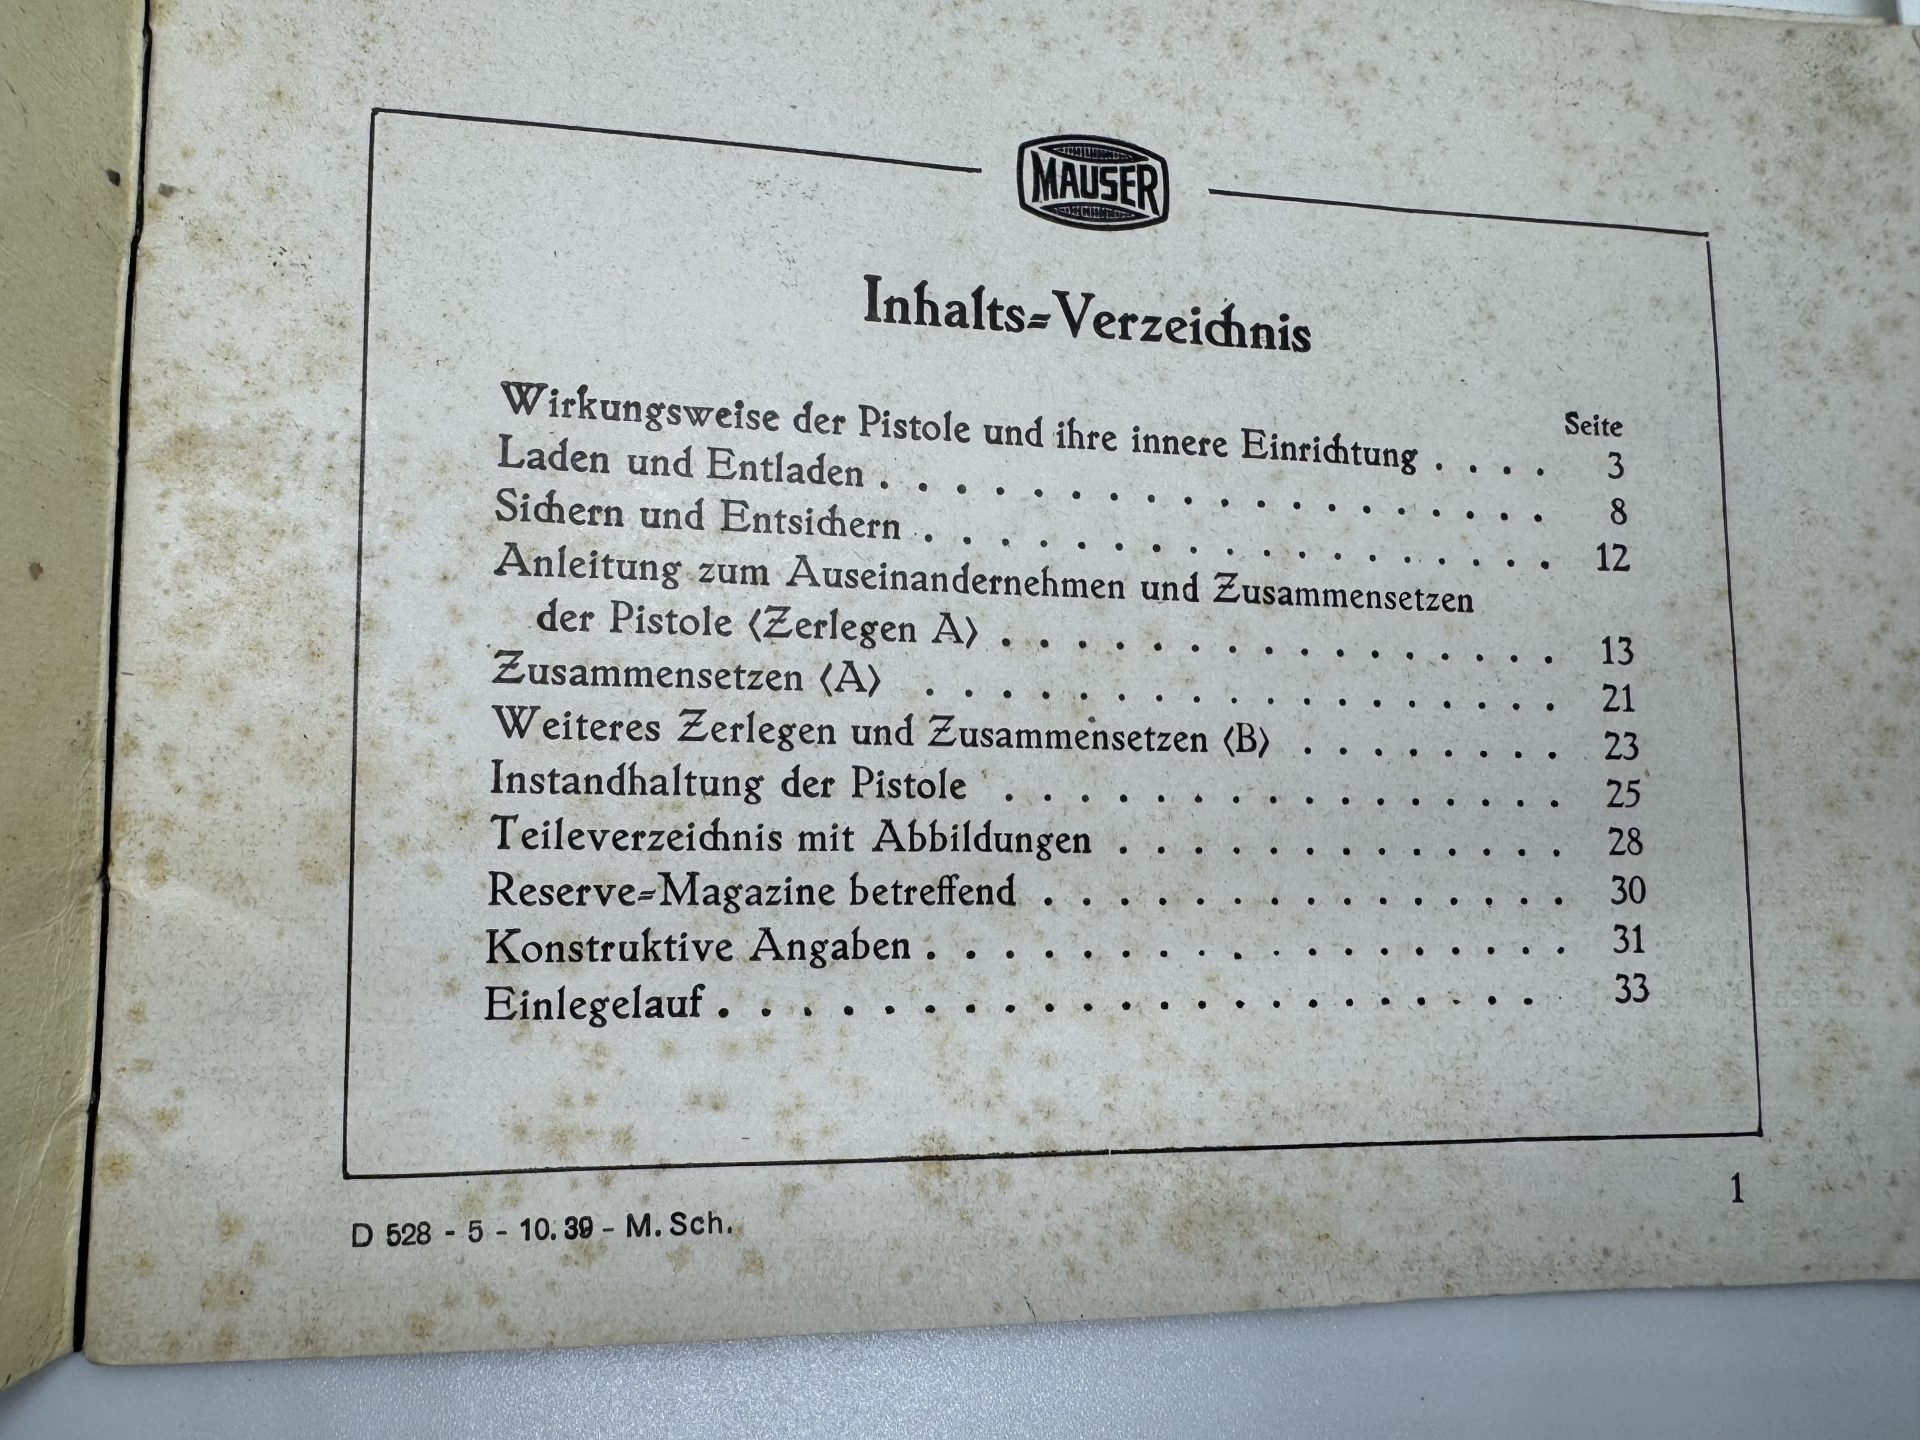 MAUSER
Inhalts=Verzeichnis
Seite
Wirkungsweise der Pistole und ihre innere Einrichtung . . . . 3
Laden und Entladen . . . . . . . . . . . . . . . . . . 8
Sichern und Entsichern . . . . . . . . . . . . . . . . . 12
Anleitung zum Auseinandernehmen und Zusammensetzen
der Pistole (Zerlegen A) . . . . . . . . . . . . . . . 13
Zusammensetzen (A) . . . . . . . . . . . . . . . . . 21
Weiteres Zerlegen und Zusammensetzen (B) . . . . . . . 23
Instandhaltung der Pistole . . . . . . . . . . . . . . . 25
Teileverzeichnis mit Abbildungen . . . . . . . . . . . . 28
Reserve=Magazine betreffend . . . . . . . . . . . . . . 30
Konstruktive Angaben . . . . . . . . . . . . . . . . . 31
Einlegelauf . . . . . . . . . . . . . . . . . . . . . 33
1
D 528 - 5 - 10. 39 - M. Sch.